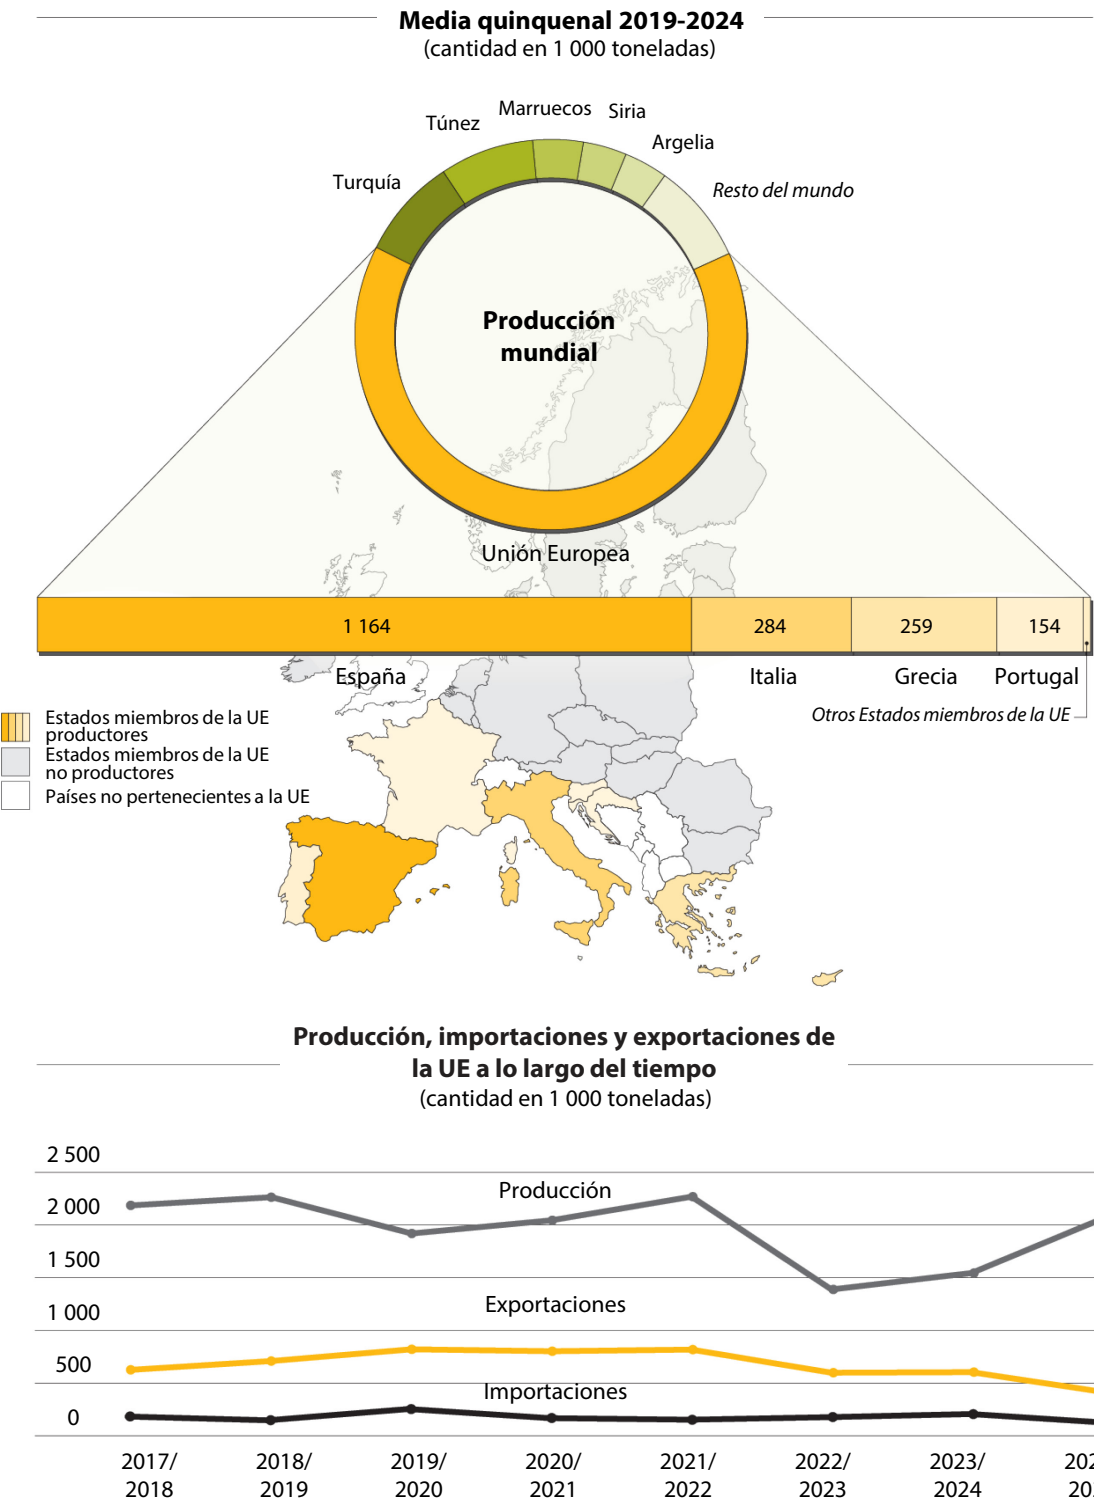 Media quinquenal 2019-2024
(cantidad en 1 000 toneladas)
Marruecos
Siria
Túnez
Argelia
Turquía
Resto del mundo
Producción
mundial
Unión Europea
1 164
284
259
154
España
Italia
Grecia
Portugal
Otros Estados miembros de la UE
Estados miembros de la UE
productores
Estados miembros de la UE
no productores
Países no pertenecientes a la UE
Producción, importaciones y exportaciones de
la UE a lo largo del tiempo
(cantidad en 1 000 toneladas)
2 500
Producción
2 000
1 500
Exportaciones
1 000
500
Importaciones
0
2017/
2018
2018/
2019
2019/
2020
2020/
2021
2021/
2022
2022/
2023
2023/
2024